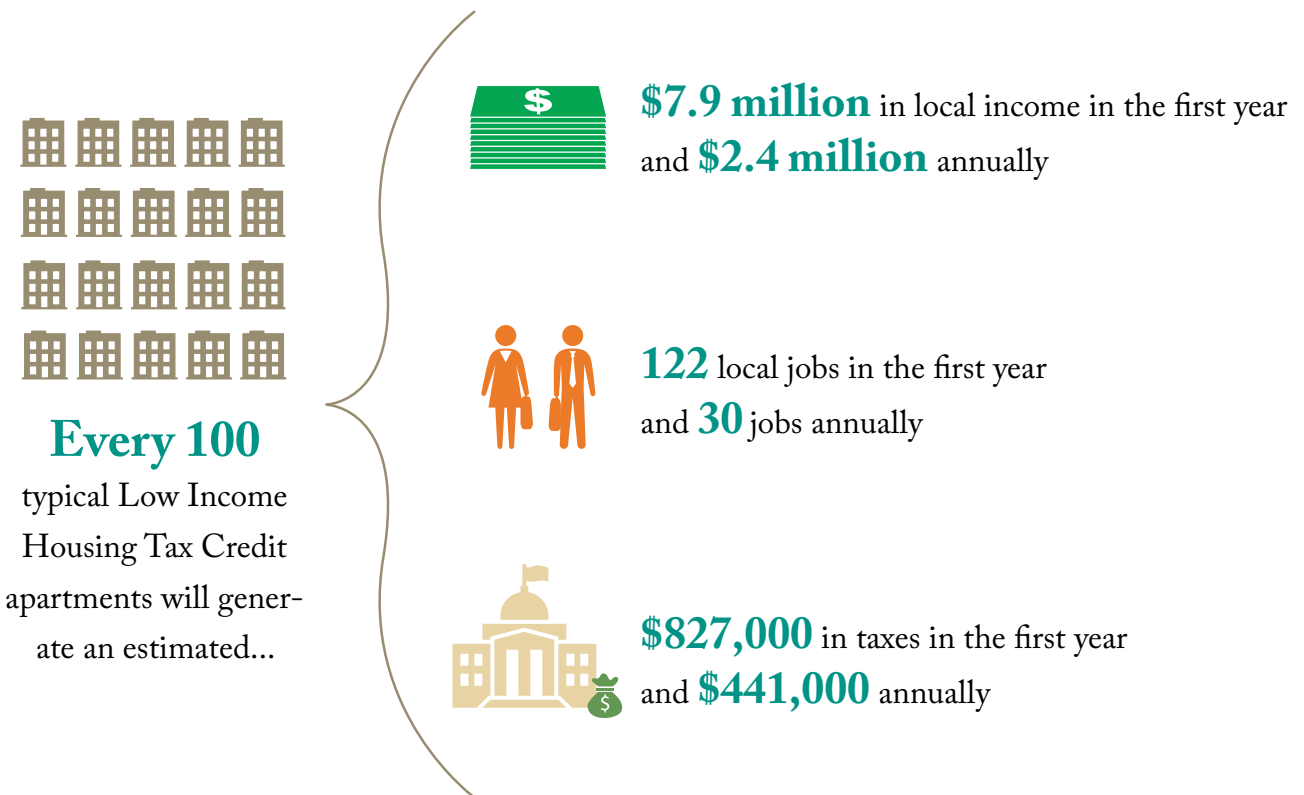 Every 100
typical Low Income
Housing Tax Credit
apartments will gener-
ate an estimated...
$
$7.9 million in local income in the first year
and $2.4 million annually
122 local jobs in the first year
and 30 jobs annually
$
$827,000 in taxes in the first year
and $441,000 annually